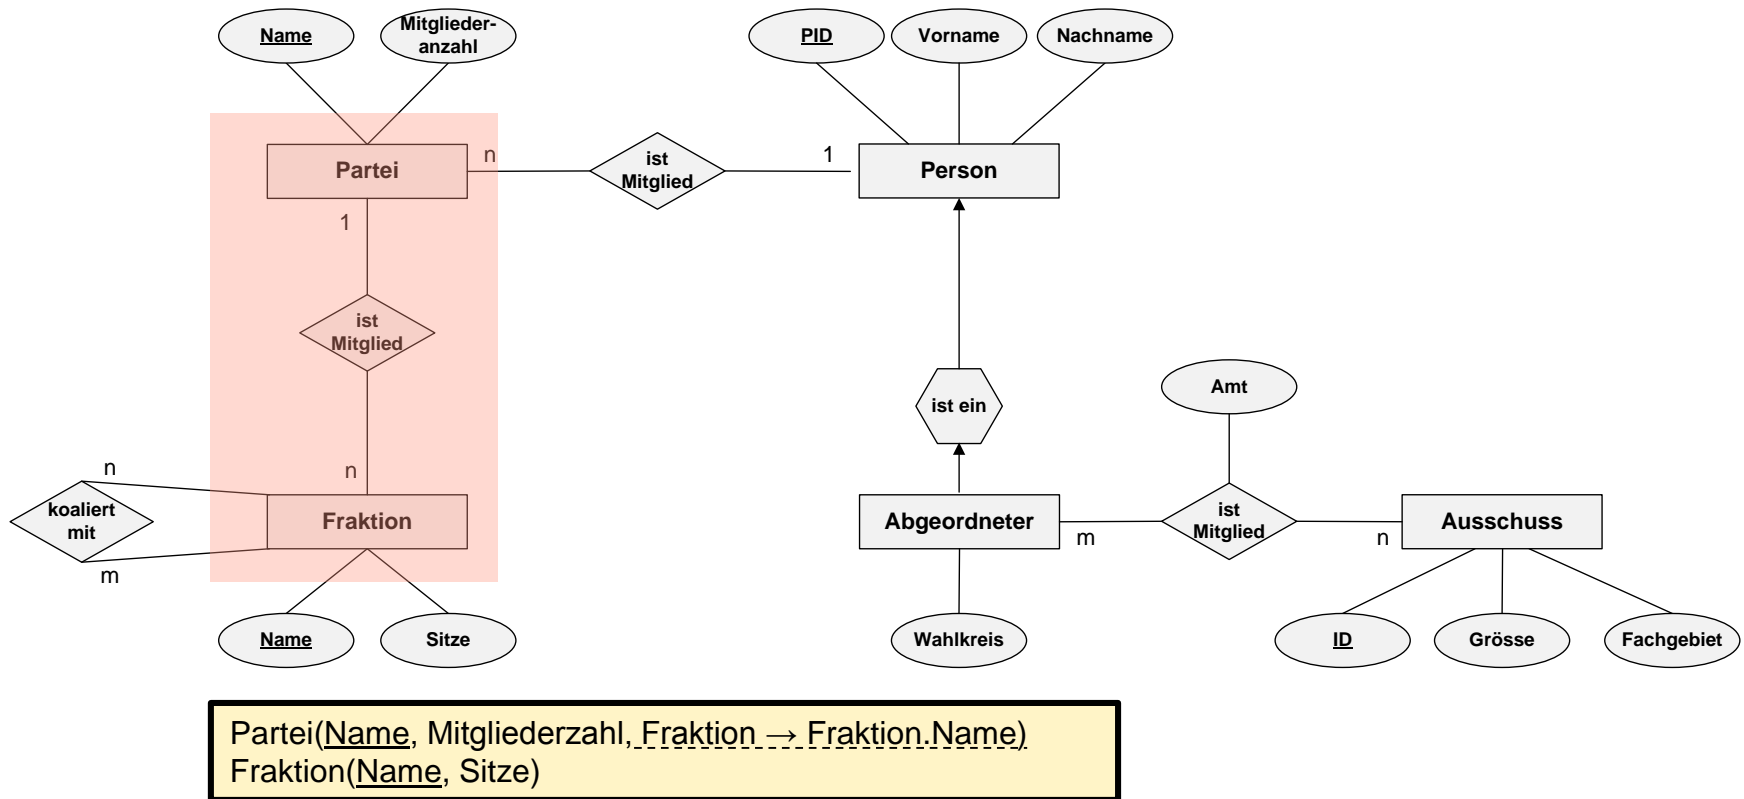 Name
Mitglieder-
anzahl
PID
Vorname
Nachname
Partei
n
ist
Mitglied
1
Person
1
ist
Mitglied
n
Fraktion
n
koaliert
mit
m
Name
Sitze
ist ein
Amt
Abgeordneter
m
ist
Mitglied
n
Ausschuss
Wahlkreis
ID
Grösse
Fachgebiet
Partei(Name, Mitgliederzahl, Fraktion → Fraktion.Name)
Fraktion(Name, Sitze)